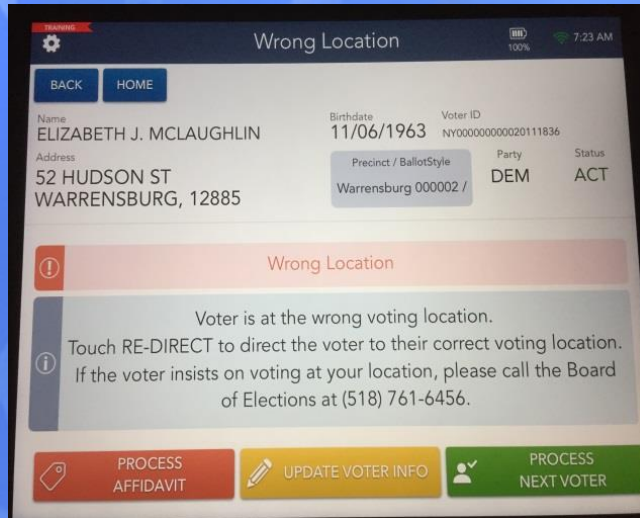 TRAINING
Wrong Location
100%
7:23 AM
BACK HOME
Name
ELIZABETH J. MCLAUGHLIN
Birthdate
11/06/1963
Voter ID
NY000000000020111836
Address
52 HUDSON ST
WARRENSBURG, 12885
Precinct / BallotStyle
Warrensburg 000002 /
Party
DEM
Status
ACT
Wrong Location
Voter is at the wrong voting location.
Touch RE-DIRECT to direct the voter to their correct voting location.
If the voter insists on voting at your location, please call the Board
of Elections at (518) 761-6456.
PROCESS
AFFIDAVIT
UPDATE VOTER INFO
PROCESS
NEXT VOTER